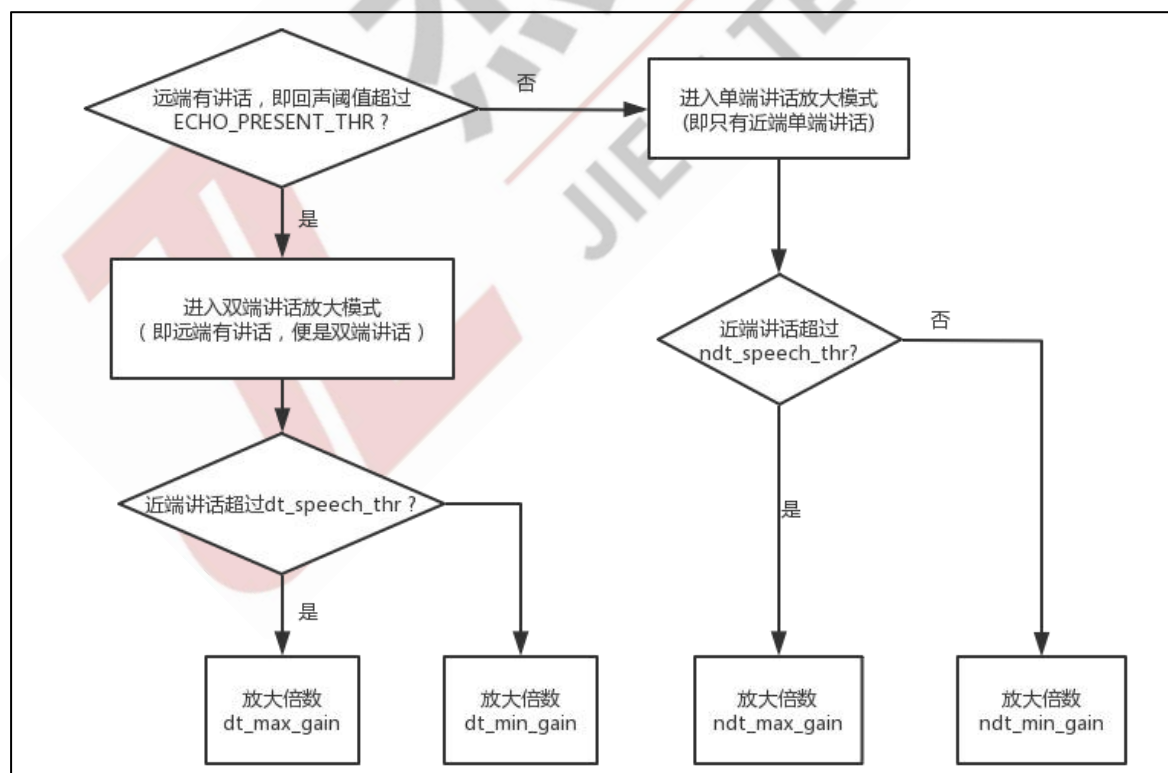 远端有讲话，即回声阈值超过
ECHO_PRESENT_THR？
否
进入单端讲话放大模式
(即只有近端单端讲话)
是
进入双端讲话放大模式
（即远端有讲话，便是双端讲话）
近端讲话超过
ndt_speech_thr?
否
近端讲话超过dt_speech_thr？
是
是
放大倍数
dt_max_gain
放大倍数
dt_min_gain
放大倍数
ndt_max_gain
放大倍数
ndt_min_gain